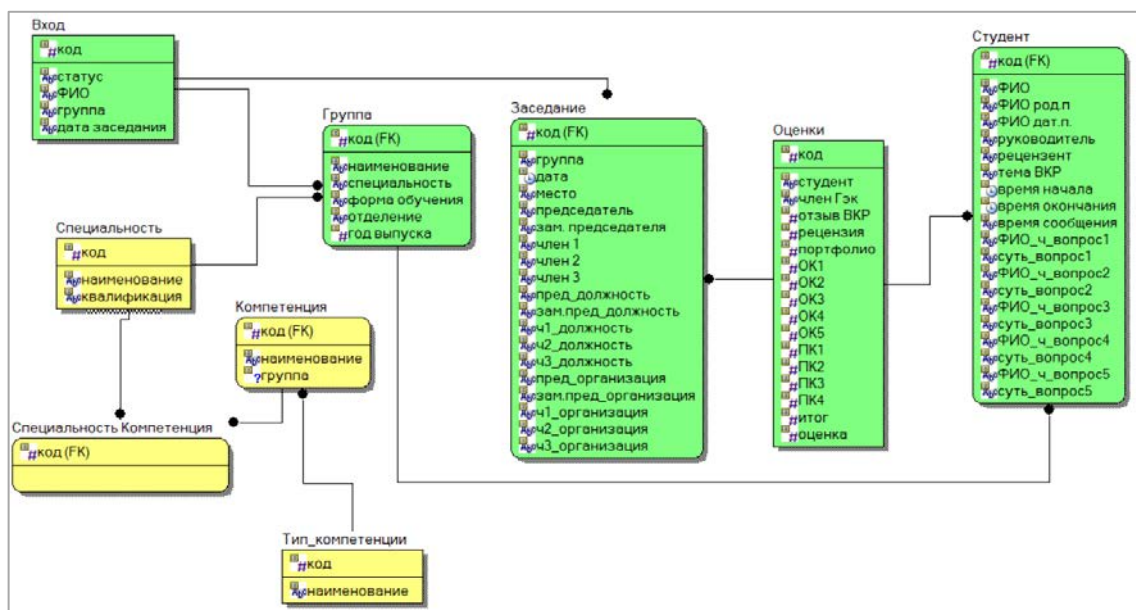 Вход
код
статус
ФИО
группа
дата заседания
Группа
код (FK)
наименование
специальность
форма обучения
отделение
год выпуска
Специальность
код
наименование
квалификация
Компетенция
код (FK)
наименование
группа
Специальность Компетенция
код (FK)
Тип_компетенции
код
наименование
Заседание
код (FK)
группа
дата
место
председатель
зам. председателя
член 1
член 2
член 3
пред_должность
зам.пред_должность
ч1_должность
ч2_должность
ч3_должность
пред_организация
зам.пред_организация
ч1_организация
ч2_организация
ч3_организация
Оценки
код
студент
член Гэк
отзыв ВКР
рецензия
портфолио
ОК1
ОК2
ОК3
ОК4
ОК5
ПК1
ПК2
ПК3
ПК4
итог
оценка
Студент
код (FK)
ФИО
ФИО род.п
ФИО дат.п.
руководитель
рецензент
тема ВКР
время начала
время окончания
время сообщения
ФИО_ч_вопрос1
суть_вопрос1
ФИО_ч_вопрос2
суть_вопрос2
ФИО_ч_вопрос3
суть_вопрос3
ФИО_ч_вопрос4
суть_вопрос4
ФИО_ч_вопрос5
суть_вопрос5